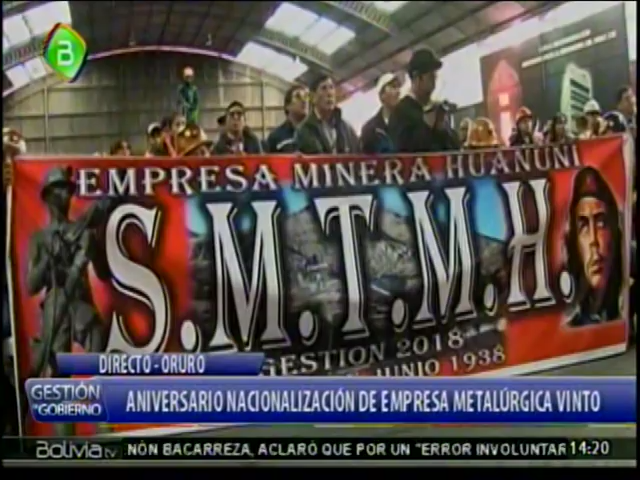 B
EMPRESA MINERA HUANUNI
S.M.T.M.H.
GESTION 2018
JUNIO 1938
DIRECTO - ORURO
GESTIÓN
DE GOBIERNO
ANIVERSARIO NACIONALIZACIÓN DE EMPRESA METALÚRGICA VINTO
Bolivia tv
NÓN BACARREZA, ACLARÓ QUE POR UN "ERROR INVOLUNTAR 14:20